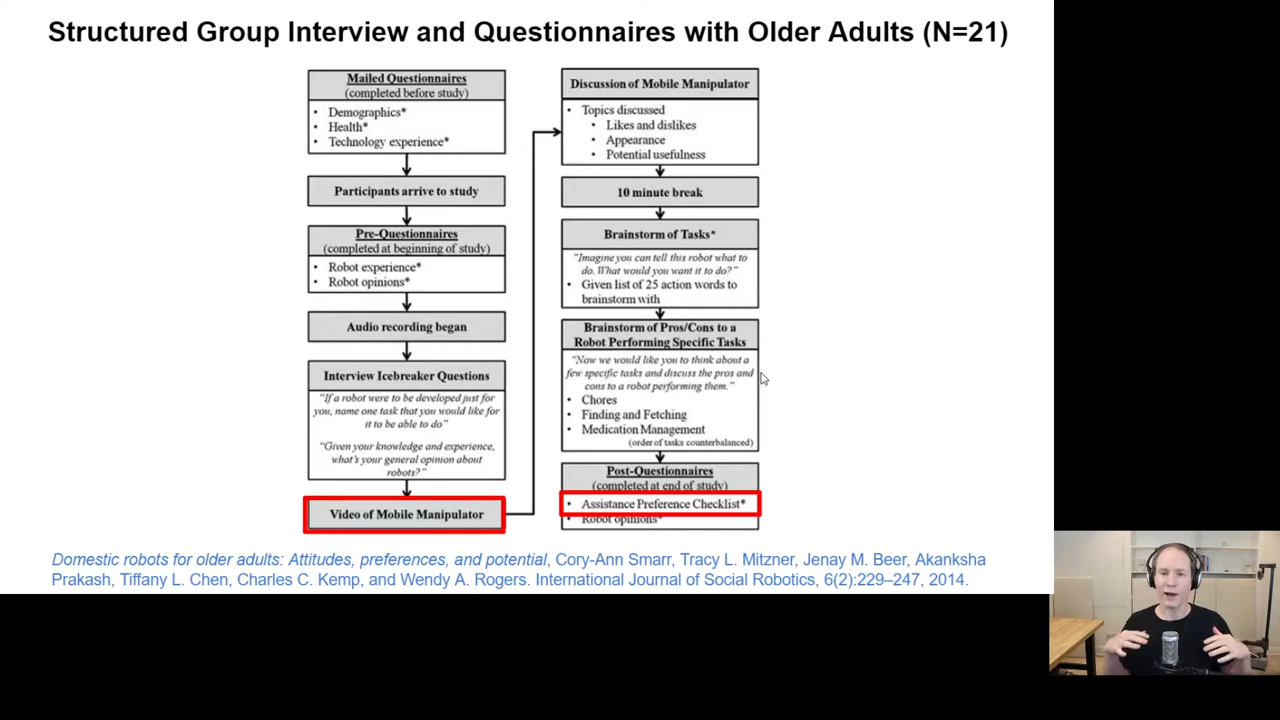 Structured Group Interview and Questionnaires with Older Adults (N=21)
Mailed Questionnaires
(completed before study)
• Demographics*
• Health*
• Technology experience*
Participants arrive to study
Pre-Questionnaires
(completed at beginning of study)
• Robot experience*
• Robot opinions*
Audio recording began
Interview Icebreaker Questions
"If a robot were to be developed just for
you, name one task that you would like for
it to be able to do"
"Given your knowledge and experience,
what's your general opinion about
robots?"
Video of Mobile Manipulator
Discussion of Mobile Manipulator
• Topics discussed
• Likes and dislikes
• Appearance
• Potential usefulness
10 minute break
Brainstorm of Tasks*
"Imagine you can tell this robot what to
do. What would you want it to do?"
• Given list of 25 action words to
brainstorm with
Brainstorm of Pros/Cons to a
Robot Performing Specific Tasks
"Now we would like you to think about a
few specific tasks and discuss the pros and
cons to a robot performing them."
• Chores
• Finding and Fetching
• Medication Management
(order of tasks counterbalanced)
Post-Questionnaires
(completed at end of study)
• Assistance Preference Checklist*
• Robot opinions*
Domestic robots for older adults: Attitudes, preferences, and potential, Cory-Ann Smarr, Tracy L. Mitzner, Jenay M. Beer, Akanksha
Prakash, Tiffany L. Chen, Charles C. Kemp, and Wendy A. Rogers. International Journal of Social Robotics, 6(2):229–247, 2014.